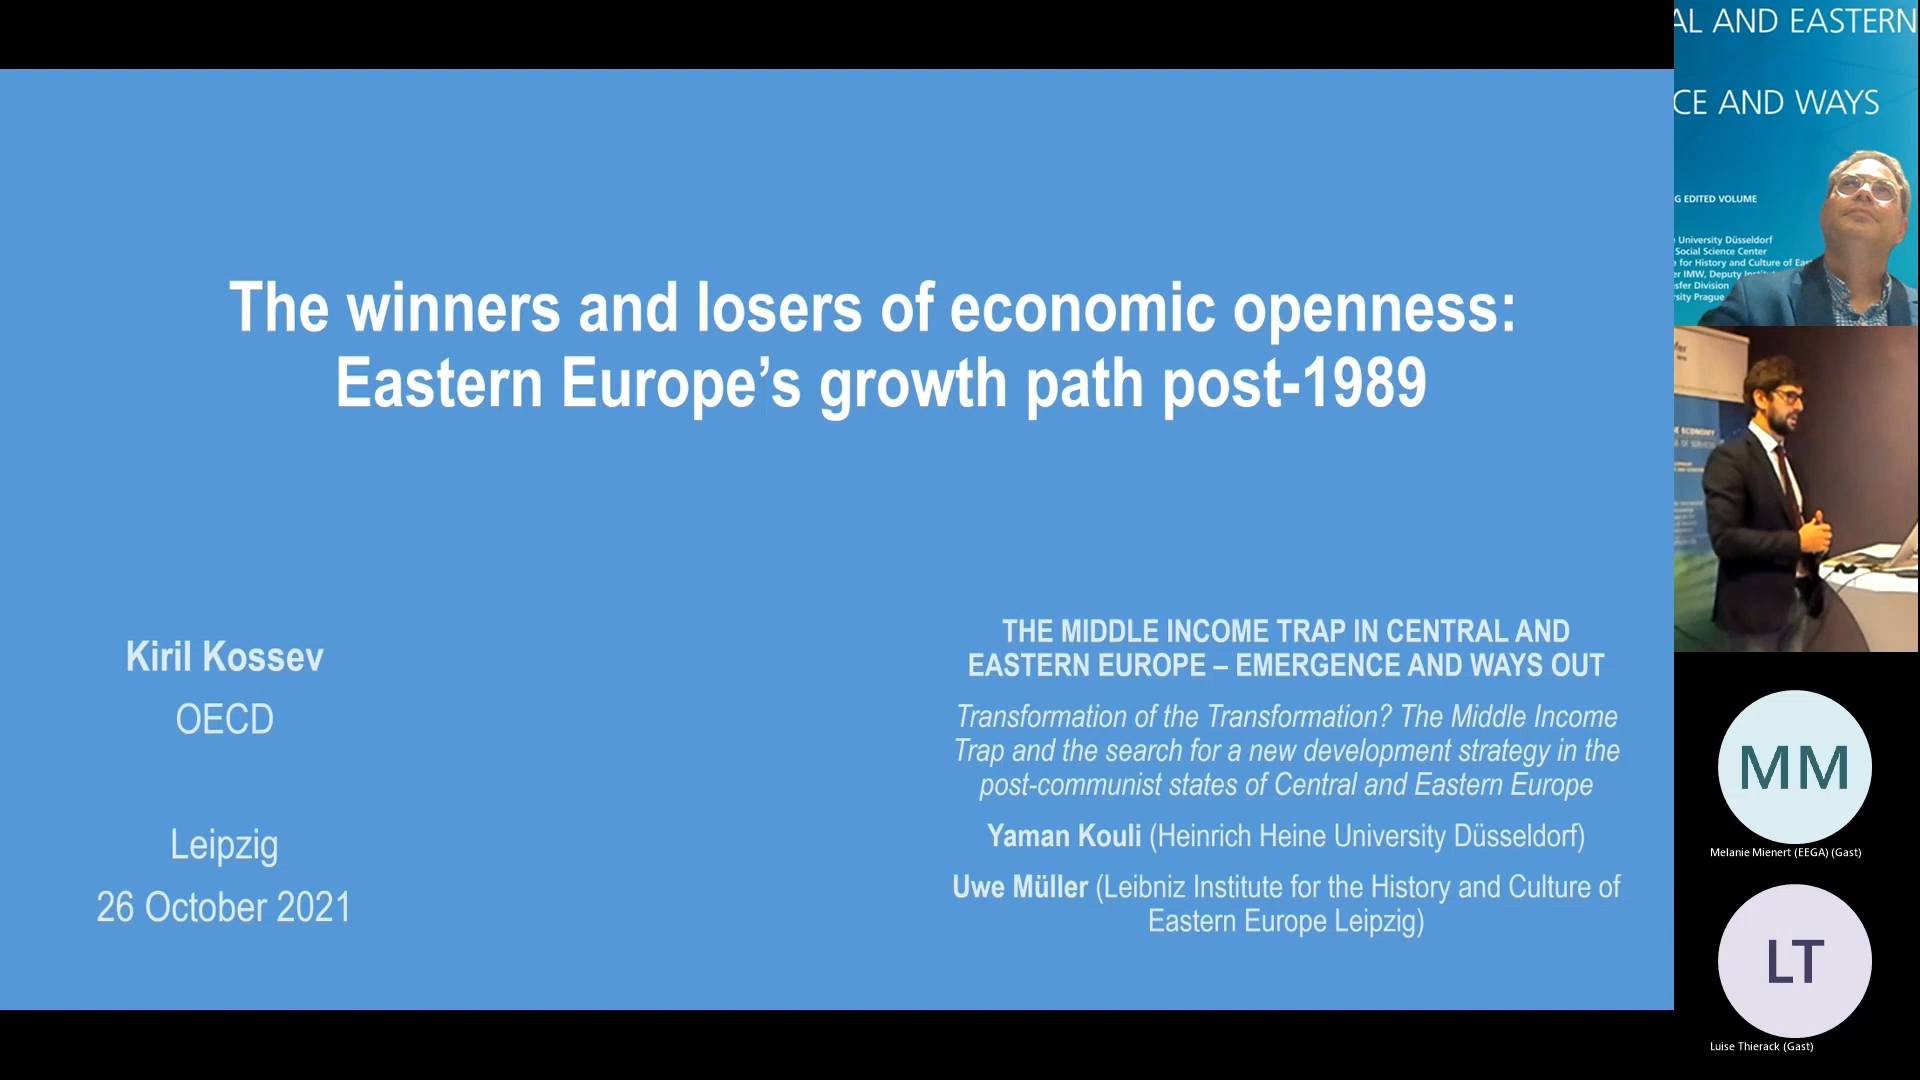 The winners and losers of economic openness:
Eastern Europe’s growth path post-1989
Kiril Kossev
OECD
Leipzig
26 October 2021
THE MIDDLE INCOME TRAP IN CENTRAL AND
EASTERN EUROPE – EMERGENCE AND WAYS OUT
Transformation of the Transformation? The Middle Income
Trap and the search for a new development strategy in the
post-communist states of Central and Eastern Europe
Yaman Kouli (Heinrich Heine University Düsseldorf)
Uwe Müller (Leibniz Institute for the History and Culture of
Eastern Europe Leipzig)
AL AND EASTERN
CE AND WAYS
G EDITED VOLUME
University Düsseldorf
Social Science Center
e for History and Culture of Eas
er IMW, Deputy
sfer Division
rsity Prague
MM
Melanie Mienert (EEGA) (Gast)
LT
Luise Thierack (Gast)